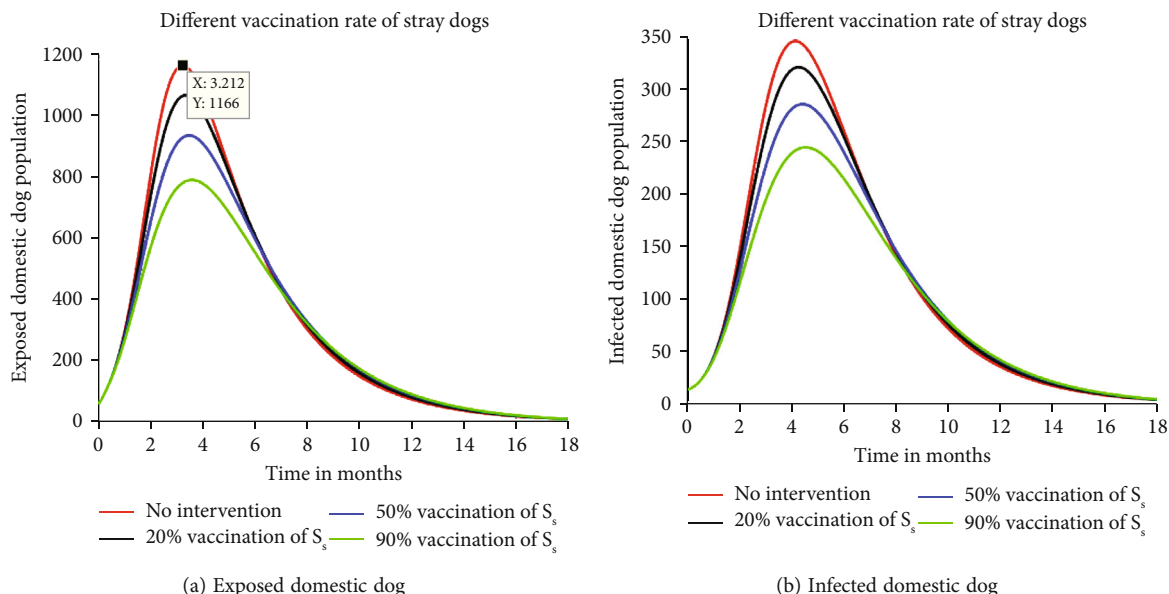 Different vaccination rate of stray dogs
Exposed domestic dog population
1200
1000
800
600
400
200
0
X: 3.212
Y: 1166
0 2 4 6 8 10 12 14 16 18
Time in months
No intervention
20% vaccination of Ss
50% vaccination of Ss
90% vaccination of Ss
(a) Exposed domestic dog
Different vaccination rate of stray dogs
Infected domestic dog population
350
300
250
200
150
100
50
0
0 2 4 6 8 10 12 14 16 18
Time in months
No intervention
20% vaccination of Ss
50% vaccination of Ss
90% vaccination of Ss
(b) Infected domestic dog